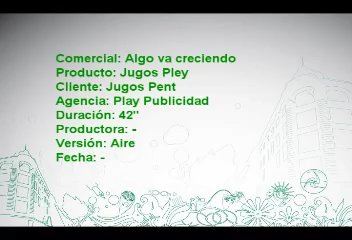 Comercial: Algo va creciendo
Producto: Jugos Pley
Cliente: Jugos Pent
Agencia: Play Publicidad
Duración: 42"
Productora: -
Versión: Aire
Fecha: -